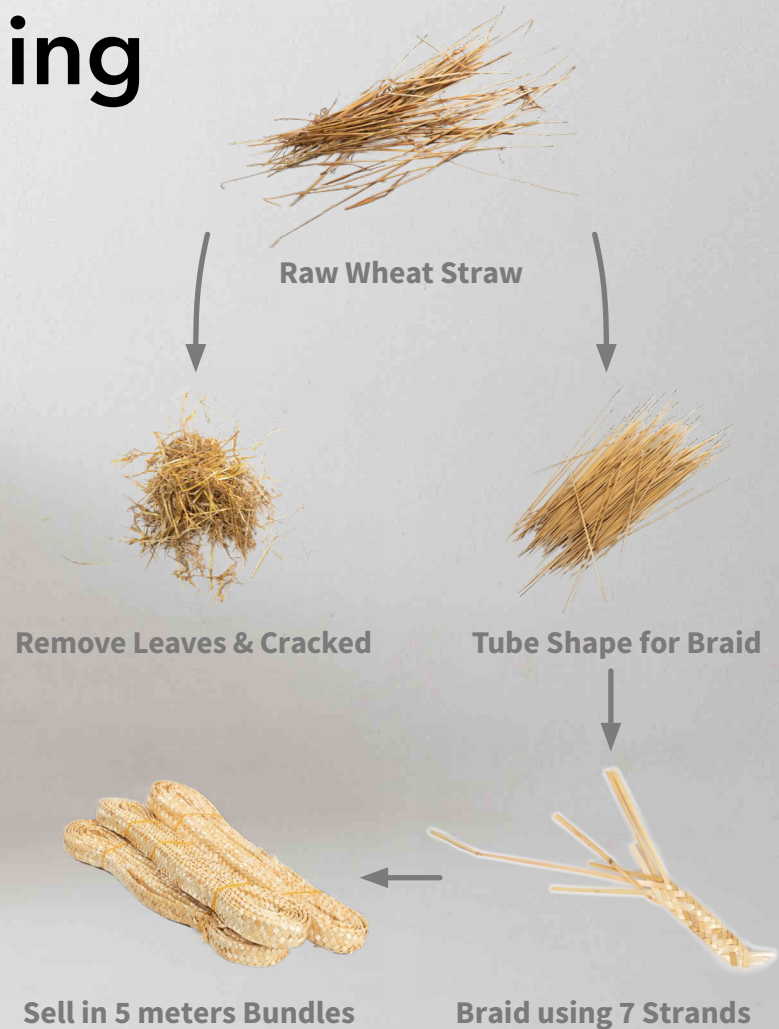 ing
Raw Wheat Straw
Remove Leaves & Cracked
Tube Shape for Braid
Sell in 5 meters Bundles
Braid using 7 Strands